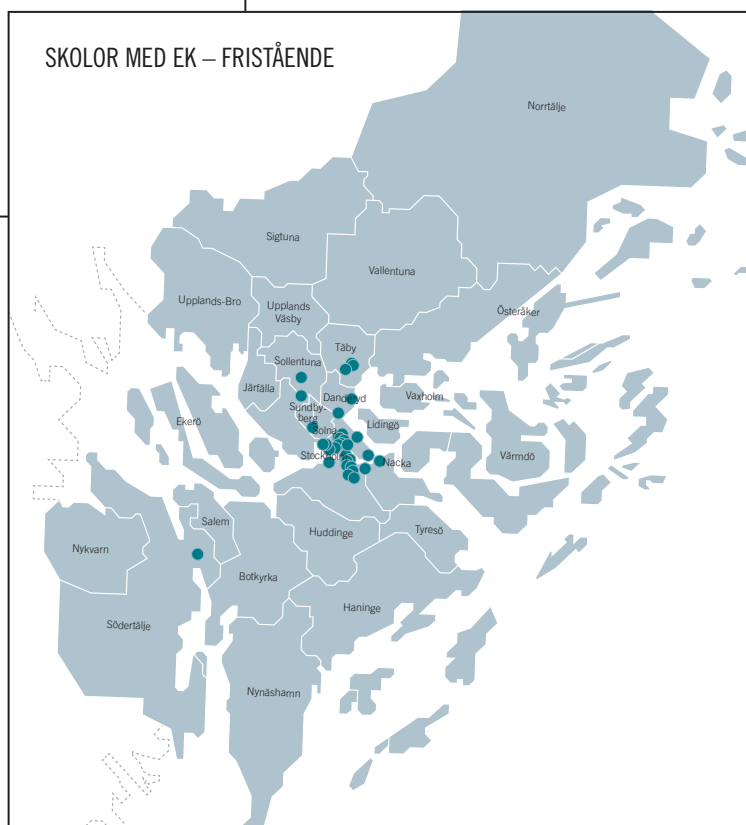 SKOLOR MED EK – FRISTÅENDE
Norrtälje
Sigtuna
Vallentuna
Upplands-Bro
Upplands
Väsby
Österåker
Täby
Sollentuna
Järfälla
Danderyd
Vaxholm
Sundby-
berg
Ekerö
Lidingö
Solna
Stockholm
Nacka
Värmdö
Salem
Huddinge
Tyresö
Nykvarn
Botkyrka
Haninge
Södertälje
Nynäshamn